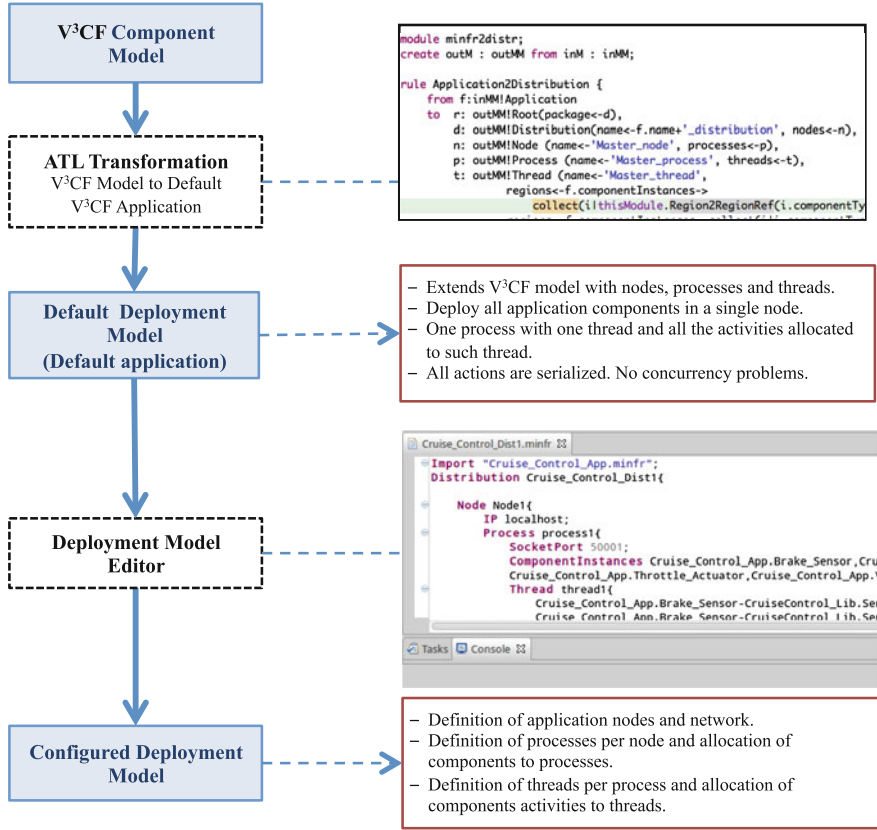 V³CF Component
Model
ATL Transformation
V³CF Model to Default
V³CF Application
module minfr2distr;
create outM : outMM from inM : inMM;
rule Application2Distribution {
from f:inMM!Application
to r: outMM!Root(package<-d),
d: outMM!Distribution(name<-f.name+'_distribution', nodes<-n),
n: outMM!Node (name<-'Master_node', processes<-p),
p: outMM!Process (name<-'Master_process', threads<-t),
t: outMM!Thread (name<-'Master_thread',
regions<-f.componentInstances->
collect(i|thisModule.Region2RegionRef(i.componentTy
Default Deployment
Model
(Default application)
– Extends V³CF model with nodes, processes and threads.
– Deploy all application components in a single node.
– One process with one thread and all the activities allocated
to such thread.
– All actions are serialized. No concurrency problems.
Deployment Model
Editor
Cruise_Control_Dist1.minfr
Import "Cruise_Control_App.minfr";
Distribution Cruise_Control_Dist1{
Node Node1{
IP localhost;
Process process1{
SocketPort 50001;
ComponentInstances Cruise_Control_App.Brake_Sensor,Cru
Cruise_Control_App.Throttle_Actuator,Cruise_Control_App.
Thread thread1{
Cruise_Control_App.Brake_Sensor-CruiseControl_Lib.Sen
Cruise_Control_App.Brake_Sensor-CruiseControl_Lib.Sen
Tasks Console
Configured Deployment
Model
– Definition of application nodes and network.
– Definition of processes per node and allocation of
components to processes.
– Definition of threads per process and allocation of
components activities to threads.